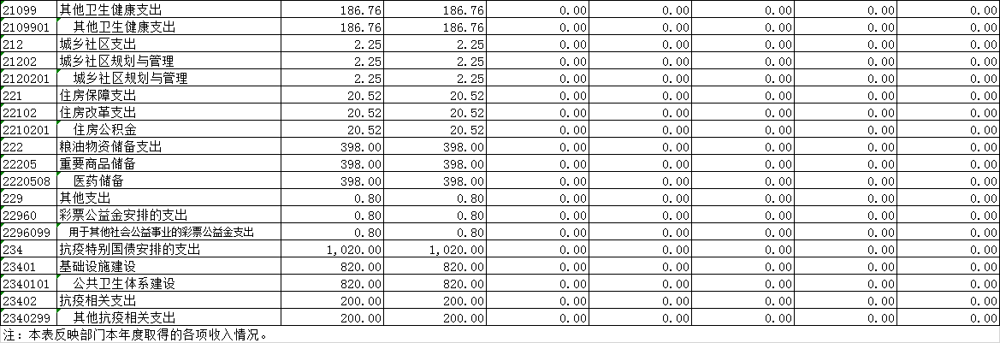 21099 其他卫生健康支出 186.76 186.76 0.00 0.00 0.00 0.00 0.00
2109901 其他卫生健康支出 186.76 186.76 0.00 0.00 0.00 0.00 0.00
212 城乡社区支出 2.25 2.25 0.00 0.00 0.00 0.00 0.00
21202 城乡社区规划与管理 2.25 2.25 0.00 0.00 0.00 0.00 0.00
2120201 城乡社区规划与管理 2.25 2.25 0.00 0.00 0.00 0.00 0.00
221 住房保障支出 20.52 20.52 0.00 0.00 0.00 0.00 0.00
22102 住房改革支出 20.52 20.52 0.00 0.00 0.00 0.00 0.00
2210201 住房公积金 20.52 20.52 0.00 0.00 0.00 0.00 0.00
222 粮油物资储备支出 398.00 398.00 0.00 0.00 0.00 0.00 0.00
22205 重要商品储备 398.00 398.00 0.00 0.00 0.00 0.00 0.00
2220508 医药储备 398.00 398.00 0.00 0.00 0.00 0.00 0.00
229 其他支出 0.80 0.80 0.00 0.00 0.00 0.00 0.00
22960 彩票公益金安排的支出 0.80 0.80 0.00 0.00 0.00 0.00 0.00
2296099 用于其他社会公益事业的彩票公益金支出 0.80 0.80 0.00 0.00 0.00 0.00 0.00
234 抗疫特别国债安排的支出 1,020.00 1,020.00 0.00 0.00 0.00 0.00 0.00
23401 基础设施建设 820.00 820.00 0.00 0.00 0.00 0.00 0.00
2340101 公共卫生体系建设 820.00 820.00 0.00 0.00 0.00 0.00 0.00
23402 抗疫相关支出 200.00 200.00 0.00 0.00 0.00 0.00 0.00
2340299 其他抗疫相关支出 200.00 200.00 0.00 0.00 0.00 0.00 0.00
注：本表反映部门本年度取得的各项收入情况。